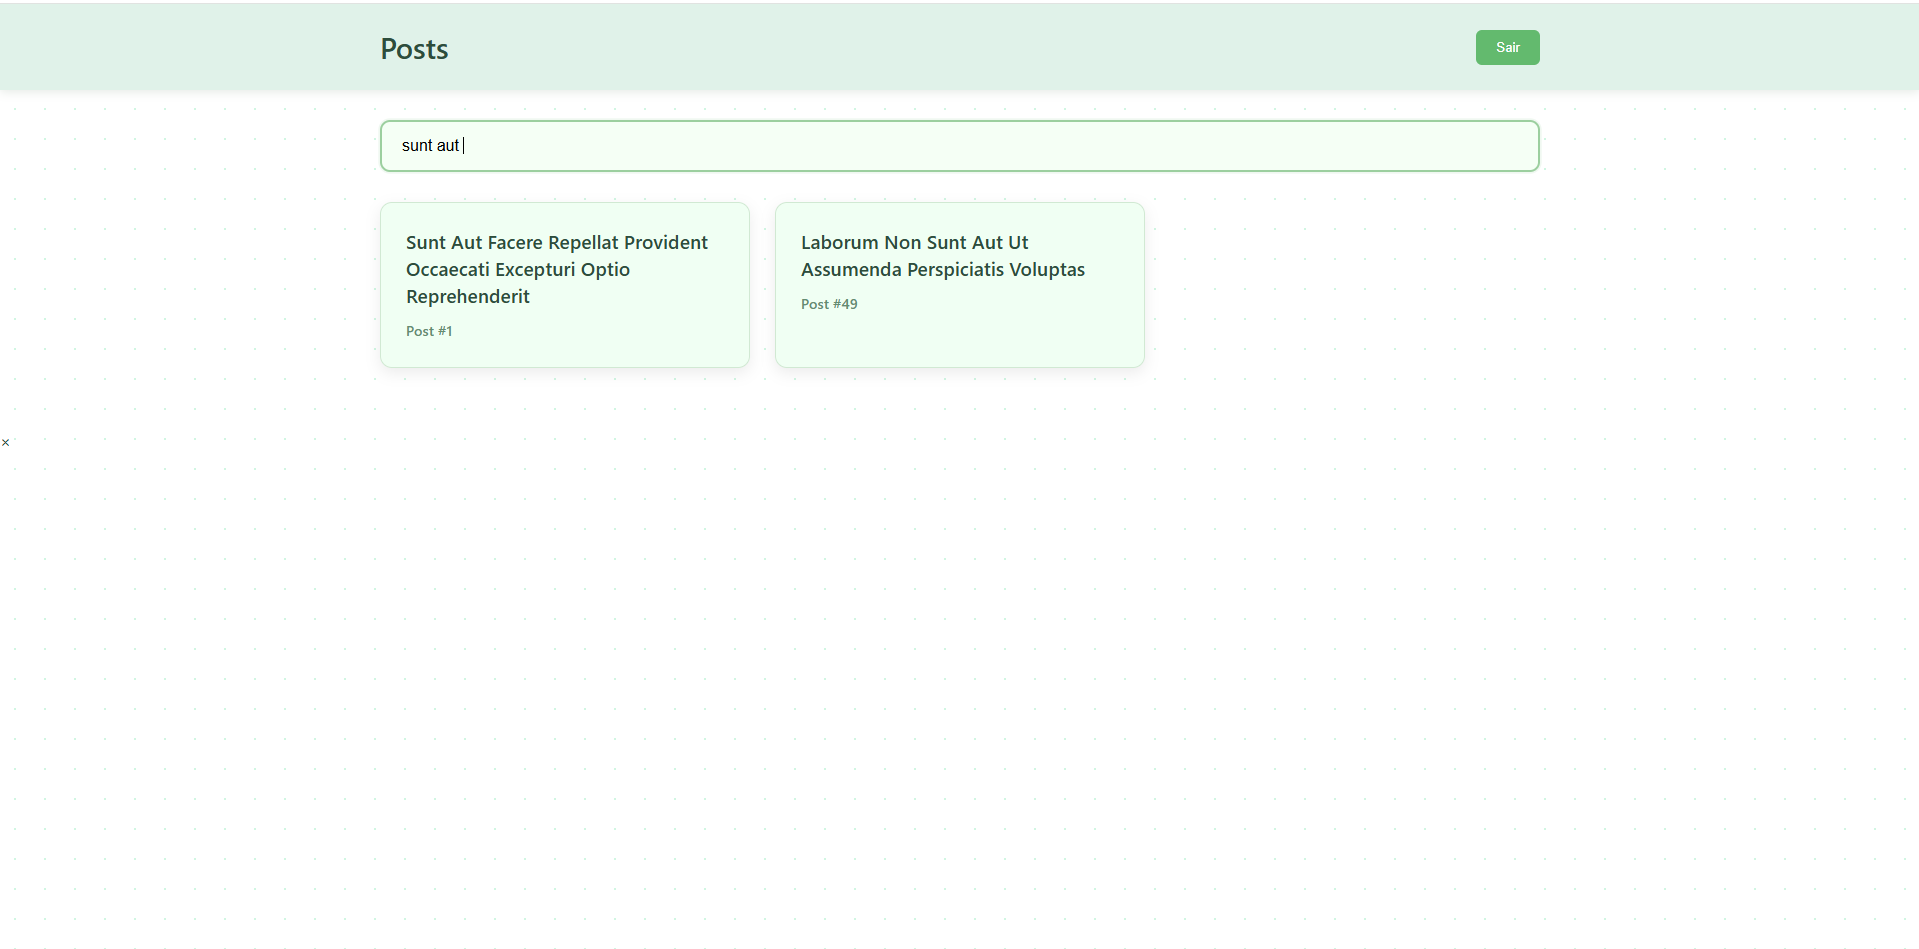 Posts
Sair
sunt aut
Sunt Aut Facere Repellat Provident
Occaecati Excepturi Optio
Reprehenderit
Post #1
Laborum Non Sunt Aut Ut
Assumenda Perspiciatis Voluptas
Post #49
×